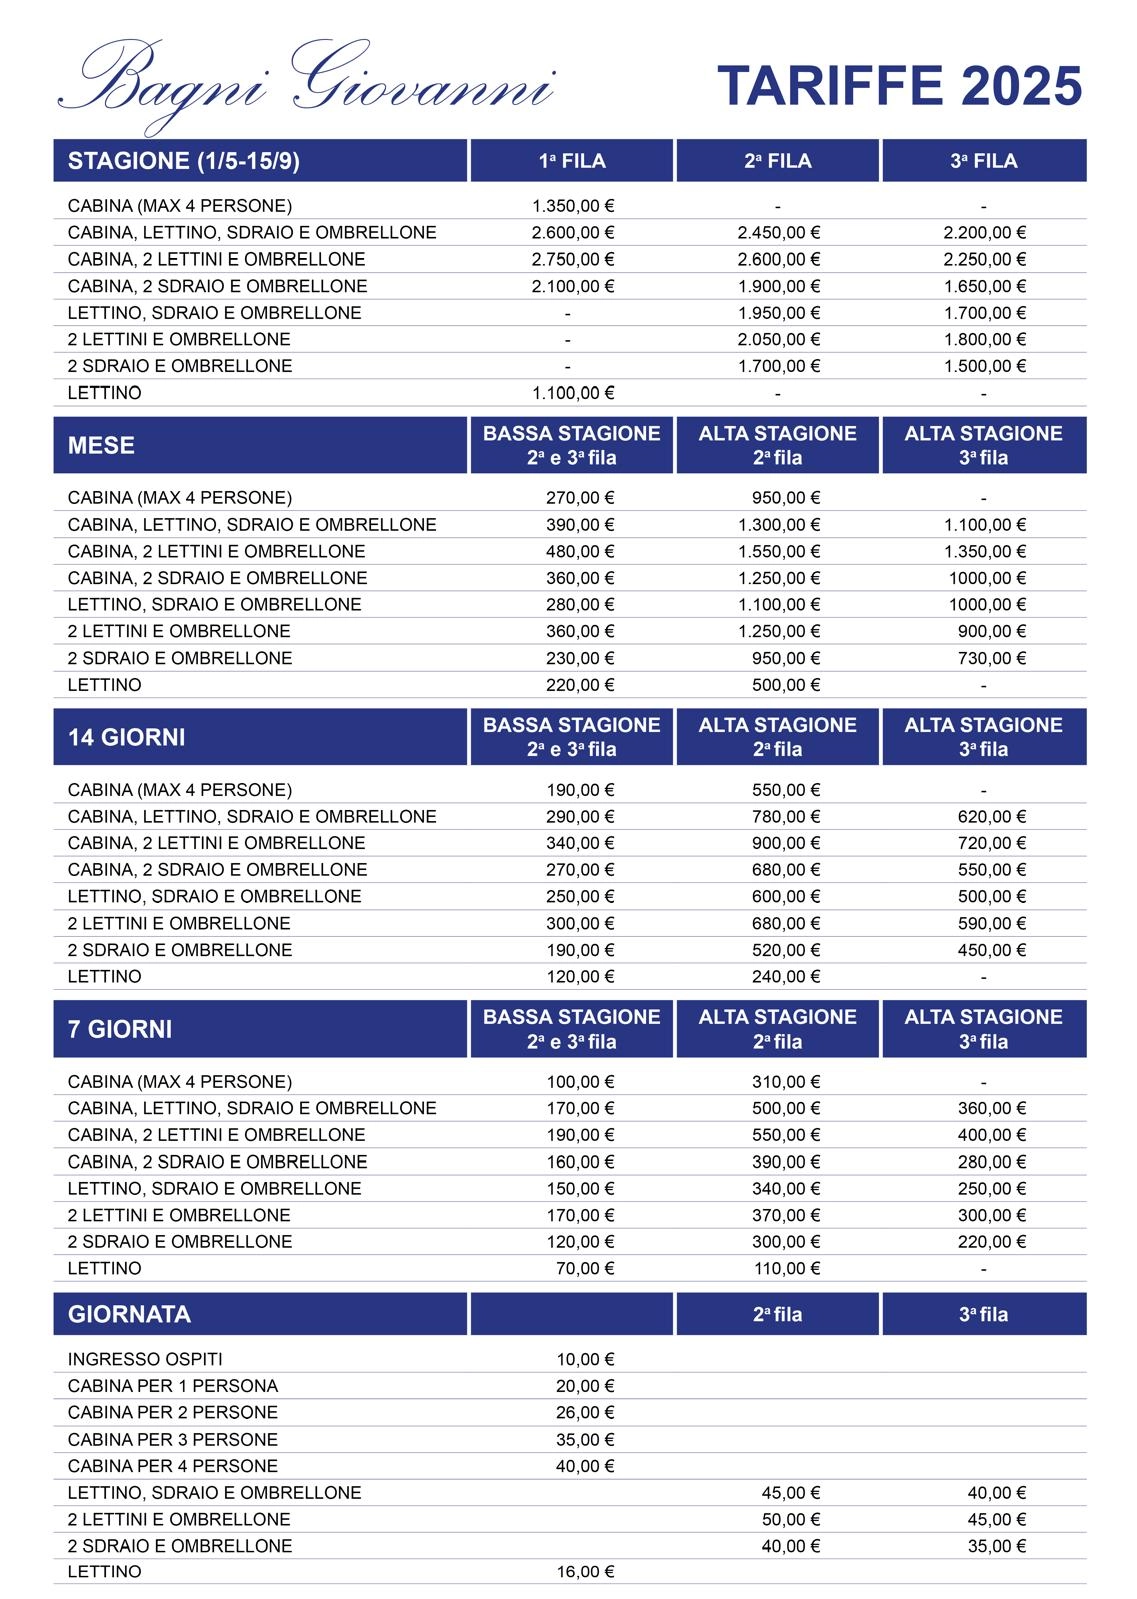 Bagni Giovanni TARIFFE 2025
STAGIONE (1/5-15/9) 1ª FILA 2ª FILA 3ª FILA
CABINA (MAX 4 PERSONE) 1.350,00 € - -
CABINA, LETTINO, SDRAIO E OMBRELLONE 2.600,00 € 2.450,00 € 2.200,00 €
CABINA, 2 LETTINI E OMBRELLONE 2.750,00 € 2.600,00 € 2.250,00 €
CABINA, 2 SDRAIO E OMBRELLONE 2.100,00 € 1.900,00 € 1.650,00 €
LETTINO, SDRAIO E OMBRELLONE - 1.950,00 € 1.700,00 €
2 LETTINI E OMBRELLONE - 2.050,00 € 1.800,00 €
2 SDRAIO E OMBRELLONE - 1.700,00 € 1.500,00 €
LETTINO 1.100,00 € - -
MESE BASSA STAGIONE ALTA STAGIONE ALTA STAGIONE
2ª e 3ª fila 2ª fila 3ª fila
CABINA (MAX 4 PERSONE) 270,00 € 950,00 € -
CABINA, LETTINO, SDRAIO E OMBRELLONE 390,00 € 1.300,00 € 1.100,00 €
CABINA, 2 LETTINI E OMBRELLONE 480,00 € 1.550,00 € 1.350,00 €
CABINA, 2 SDRAIO E OMBRELLONE 360,00 € 1.250,00 € 1000,00 €
LETTINO, SDRAIO E OMBRELLONE 280,00 € 1.100,00 € 1000,00 €
2 LETTINI E OMBRELLONE 360,00 € 1.250,00 € 900,00 €
2 SDRAIO E OMBRELLONE 230,00 € 950,00 € 730,00 €
LETTINO 220,00 € 500,00 € -
14 GIORNI BASSA STAGIONE ALTA STAGIONE ALTA STAGIONE
2ª e 3ª fila 2ª fila 3ª fila
CABINA (MAX 4 PERSONE) 190,00 € 550,00 € -
CABINA, LETTINO, SDRAIO E OMBRELLONE 290,00 € 780,00 € 620,00 €
CABINA, 2 LETTINI E OMBRELLONE 340,00 € 900,00 € 720,00 €
CABINA, 2 SDRAIO E OMBRELLONE 270,00 € 680,00 € 550,00 €
LETTINO, SDRAIO E OMBRELLONE 250,00 € 600,00 € 500,00 €
2 LETTINI E OMBRELLONE 300,00 € 680,00 € 590,00 €
2 SDRAIO E OMBRELLONE 190,00 € 520,00 € 450,00 €
LETTINO 120,00 € 240,00 € -
7 GIORNI BASSA STAGIONE ALTA STAGIONE ALTA STAGIONE
2ª e 3ª fila 2ª fila 3ª fila
CABINA (MAX 4 PERSONE) 100,00 € 310,00 € -
CABINA, LETTINO, SDRAIO E OMBRELLONE 170,00 € 500,00 € 360,00 €
CABINA, 2 LETTINI E OMBRELLONE 190,00 € 550,00 € 400,00 €
CABINA, 2 SDRAIO E OMBRELLONE 160,00 € 390,00 € 280,00 €
LETTINO, SDRAIO E OMBRELLONE 150,00 € 340,00 € 250,00 €
2 LETTINI E OMBRELLONE 170,00 € 370,00 € 300,00 €
2 SDRAIO E OMBRELLONE 120,00 € 300,00 € 220,00 €
LETTINO 70,00 € 110,00 € -
GIORNATA 2ª fila 3ª fila
INGRESSO OSPITI 10,00 €
CABINA PER 1 PERSONA 20,00 €
CABINA PER 2 PERSONE 26,00 €
CABINA PER 3 PERSONE 35,00 €
CABINA PER 4 PERSONE 40,00 €
LETTINO, SDRAIO E OMBRELLONE 45,00 € 40,00 €
2 LETTINI E OMBRELLONE 50,00 € 45,00 €
2 SDRAIO E OMBRELLONE 40,00 € 35,00 €
LETTINO 16,00 €